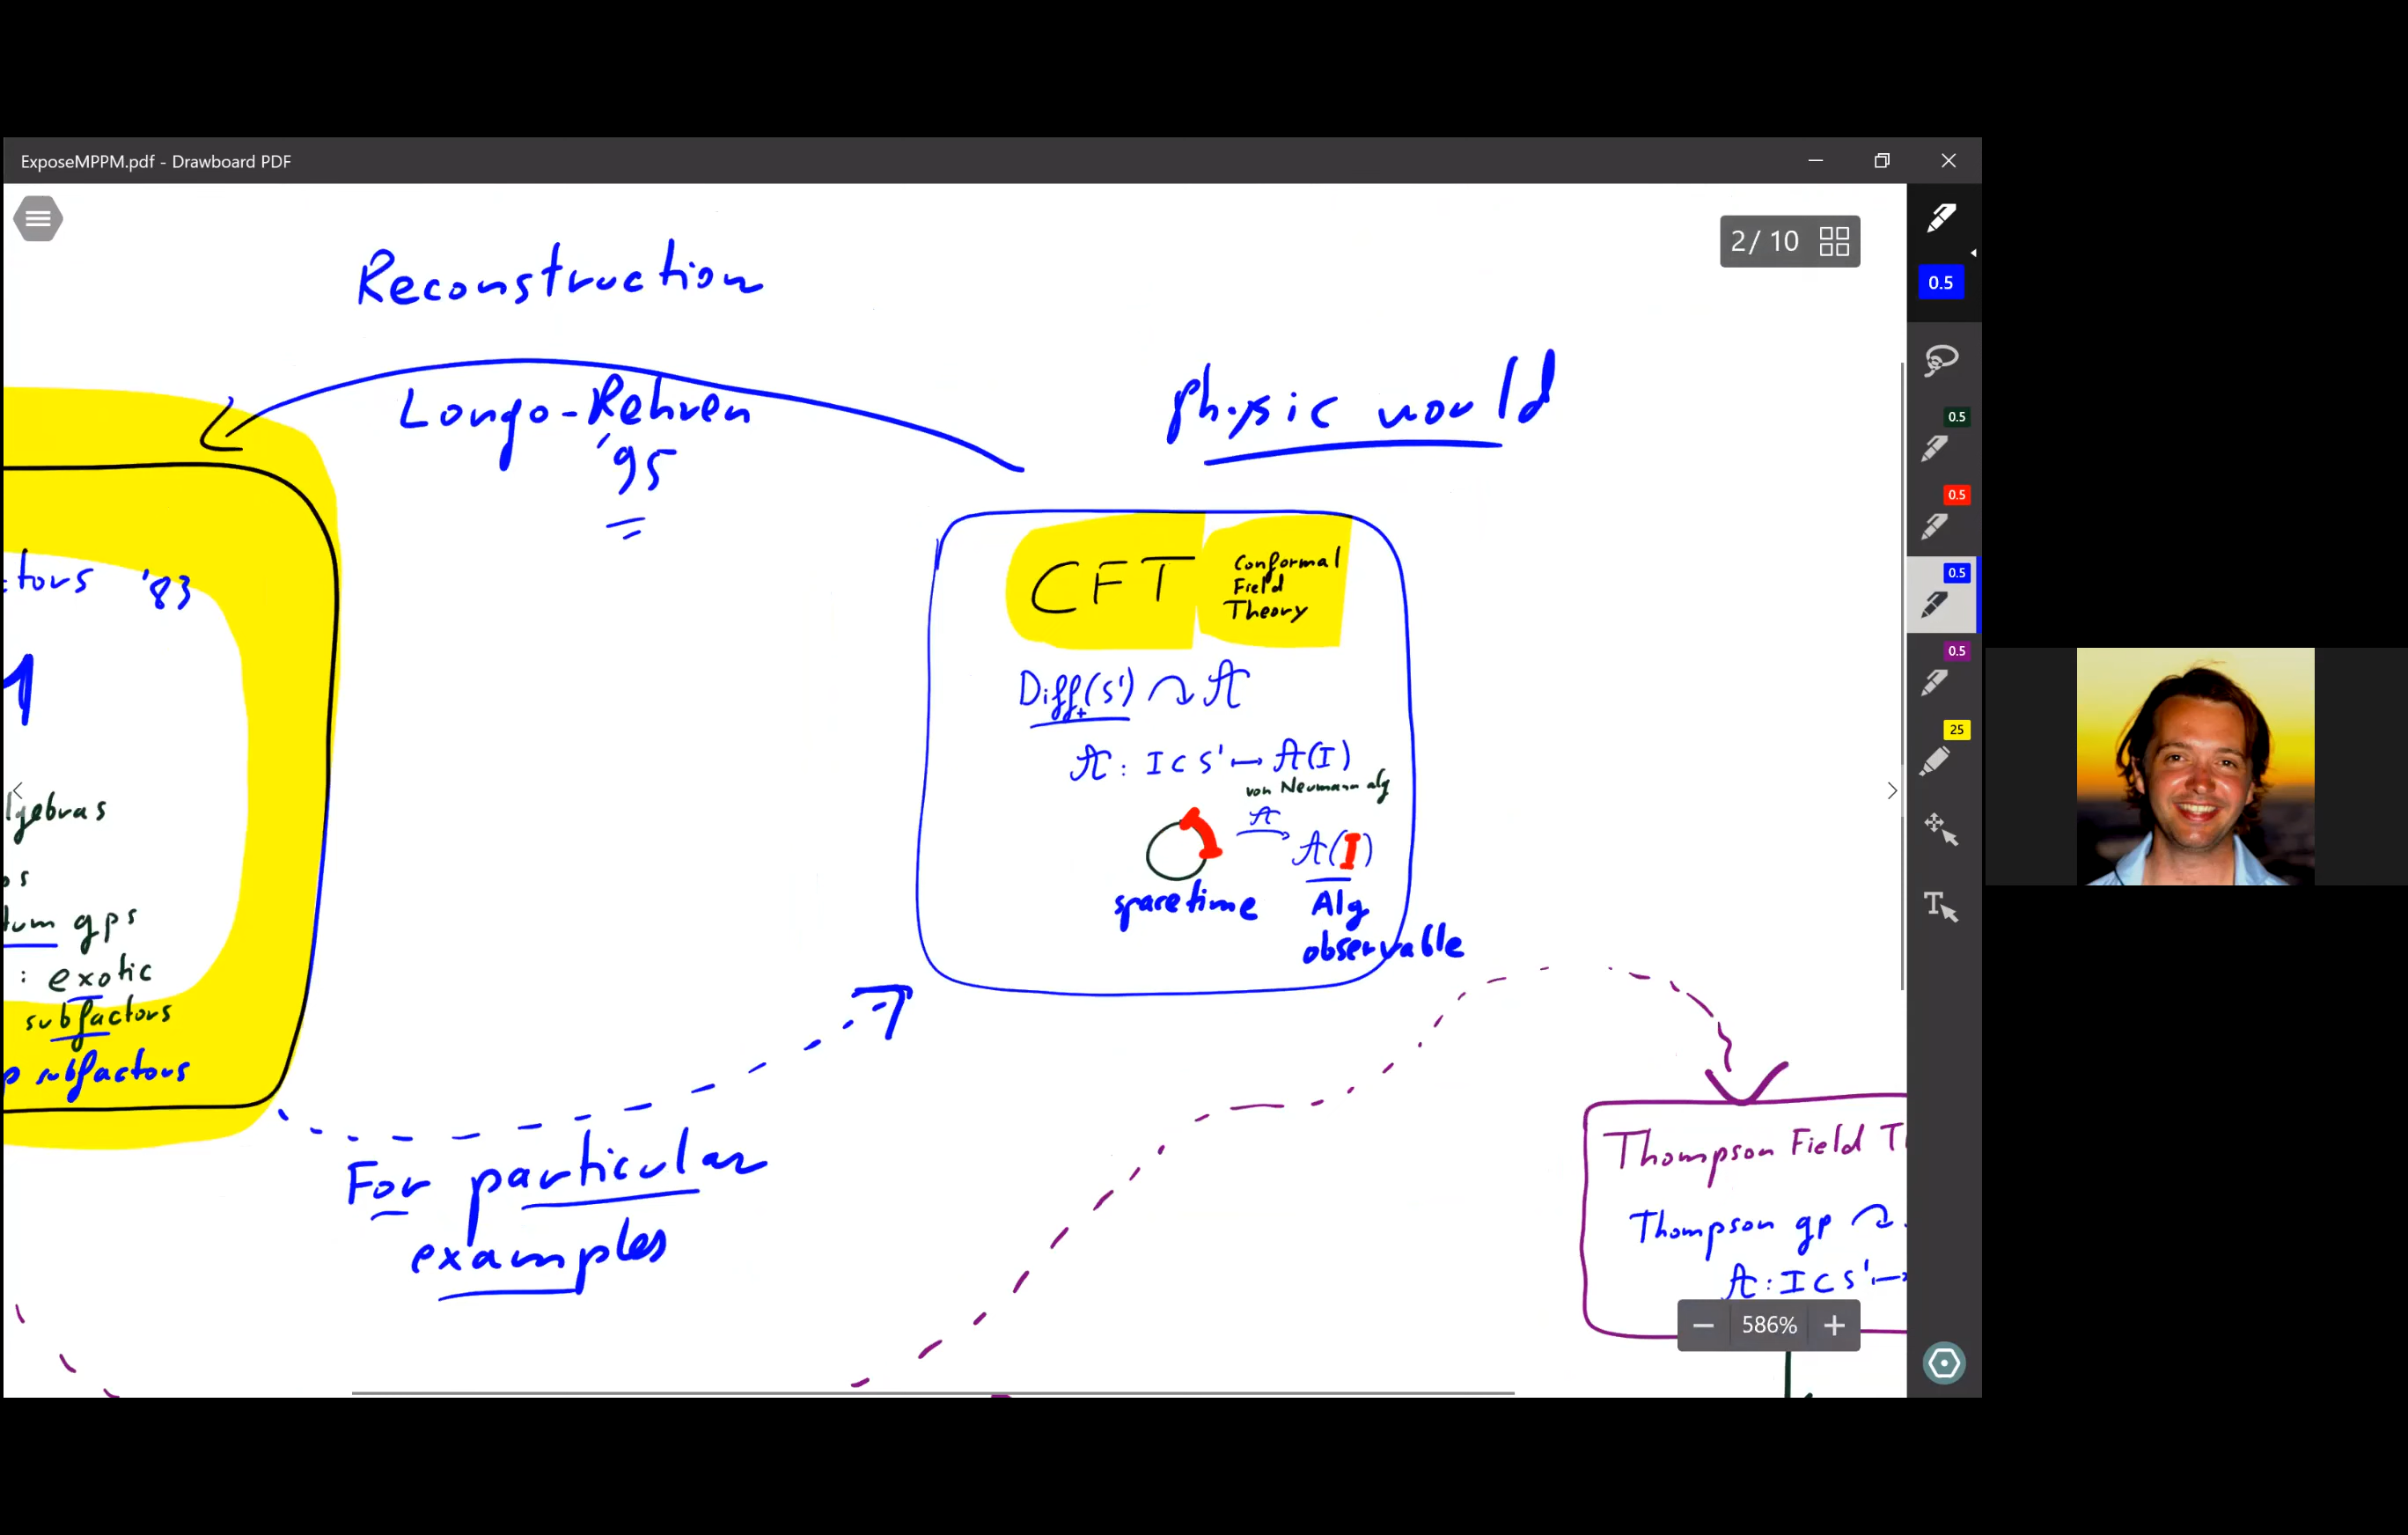 ExposeMPPM.pdf - Drawboard PDF
2 / 10
0.5
0.5
0.5
0.5
0.5
25
Reconstruction
Longo-Rehren
'95
physic world
ctors '83
lgebras
tum gps
: exotic
subfactors
subfactors
CFT
Conformal
Field
Theory
Diff₊(S¹) ↷ A
A : I ⊂ S¹ ↦ A(I)
von Neumann alg
A
A(I)
spacetime
Alg
observable
For particular
examples
Thompson Field T
Thompson gp ↷
A : I ⊂ S¹ ↦
586%